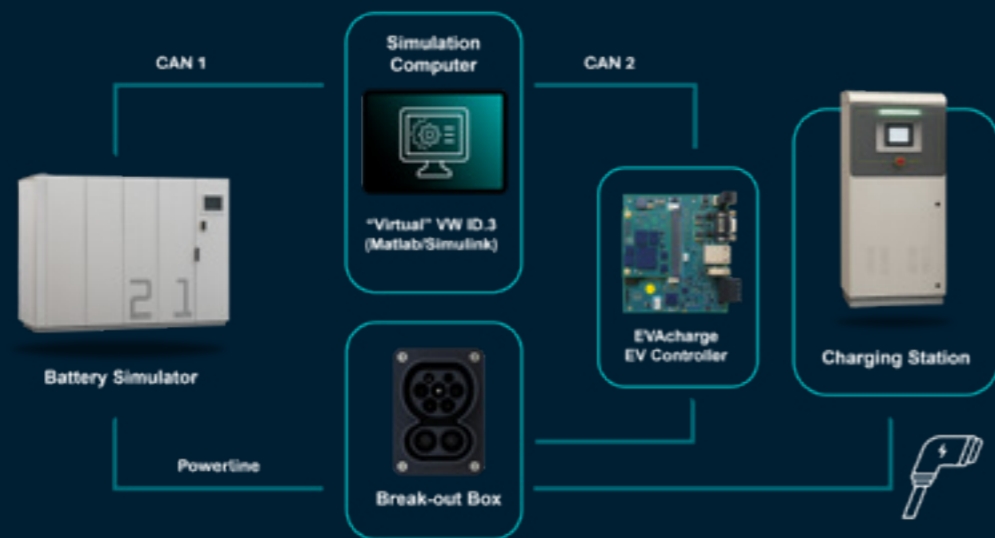 CAN 1
Simulation
Computer
CAN 2
"Virtual" VW ID.3
(Matlab/Simulink)
21
Battery Simulator
EVAcharge
EV Controller
Charging Station
Powerline
Break-out Box